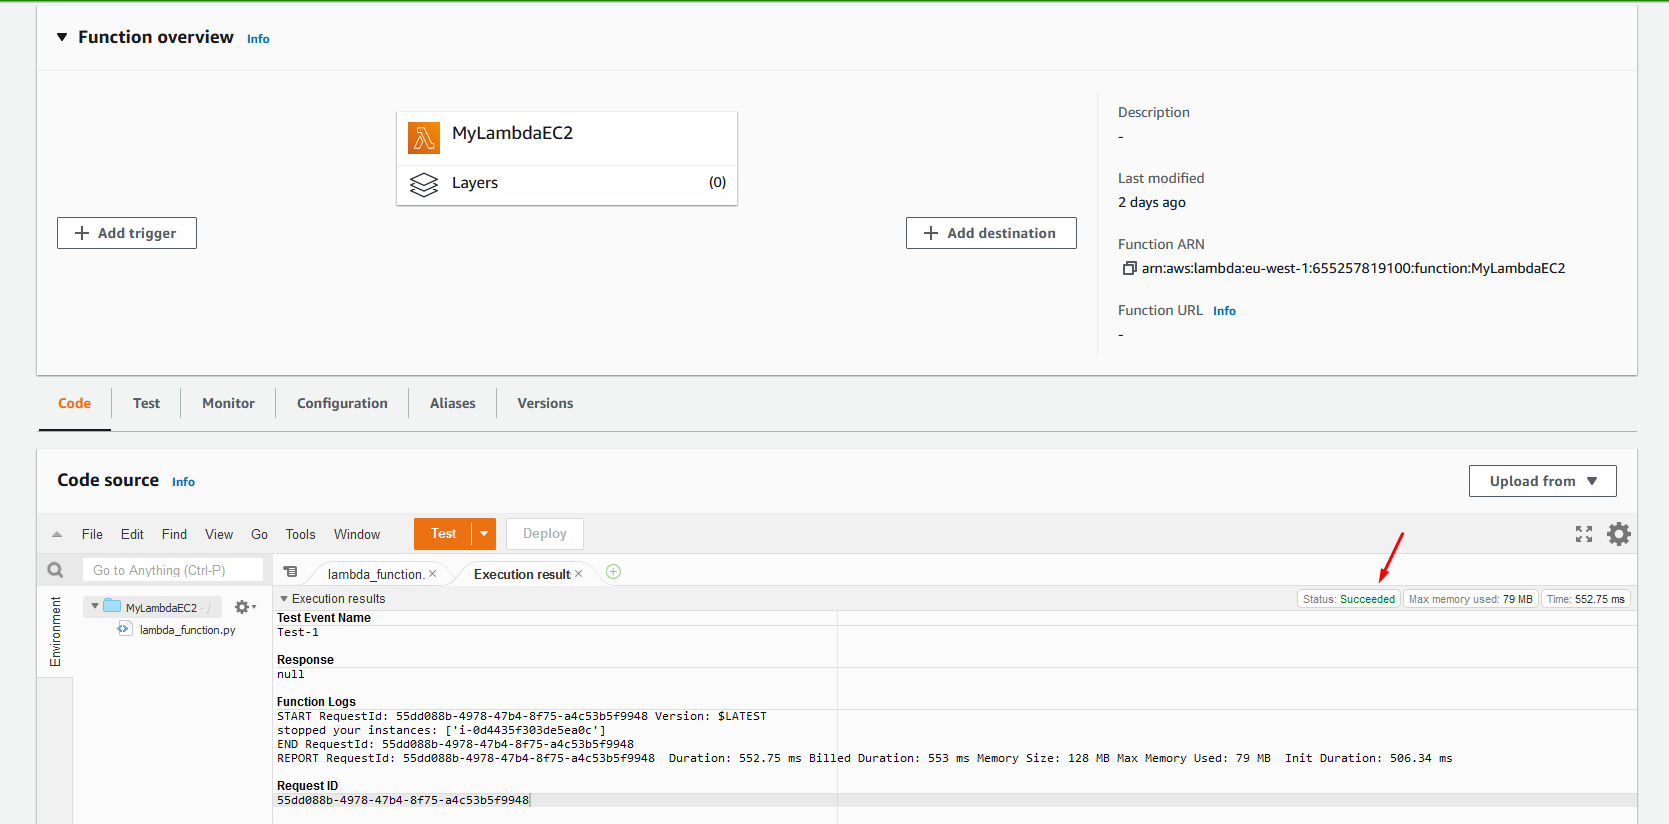 Function overview Info
MyLambdaEC2
Layers (0)
+ Add trigger
+ Add destination
Description
-
Last modified
2 days ago
Function ARN
arn:aws:lambda:eu-west-1:655257819100:function:MyLambdaEC2
Function URL Info
-
Code Test Monitor Configuration Aliases Versions
Code source Info
Upload from
File Edit Find View Go Tools Window Test Deploy
Go to Anything (Ctrl-P)
lambda_function. × Execution result × 
Environment
MyLambdaEC2 - /
lambda_function.py
Execution results
Status: Succeeded Max memory used: 79 MB Time: 552.75 ms
Test Event Name
Test-1
Response
null
Function Logs
START RequestId: 55dd088b-4978-47b4-8f75-a4c53b5f9948 Version: $LATEST
stopped your instances: ['i-0d4435f303de5ea0c']
END RequestId: 55dd088b-4978-47b4-8f75-a4c53b5f9948
REPORT RequestId: 55dd088b-4978-47b4-8f75-a4c53b5f9948 Duration: 552.75 ms Billed Duration: 553 ms Memory Size: 128 MB Max Memory Used: 79 MB Init Duration: 506.34 ms
Request ID
55dd088b-4978-47b4-8f75-a4c53b5f9948